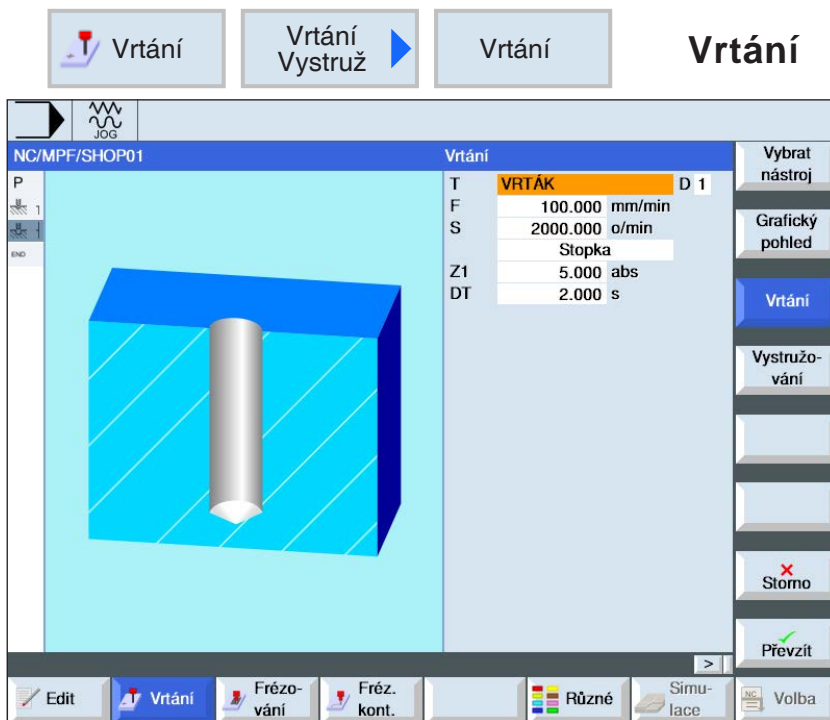 Vrtání
Vrtání
Vystruž
Vrtání
Vrtání
JOG
NC/MPF/SHOP01
Vrtání
P
T VRTÁK D 1
F 100.000 mm/min
S 2000.000 o/min
Stopka
Z1 5.000 abs
DT 2.000 s
END
Vybrat
nástroj
Grafický
pohled
Vrtání
Vystružo-
vání
Storno
Převzít
>
Edit
Vrtání
Frézo-
vání
Fréz.
kont.
Různé
Simu-
lace
NC
Volba